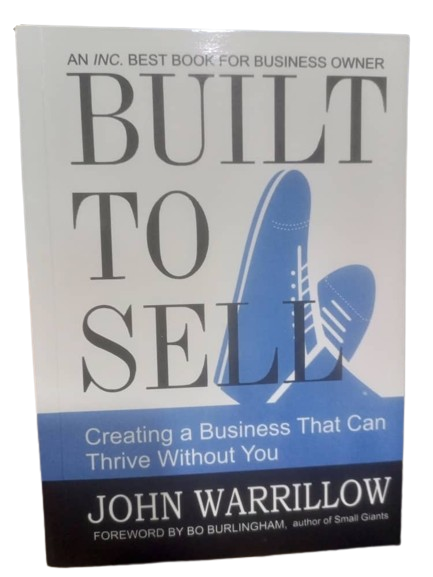 AN INC. BEST BOOK FOR BUSINESS OWNER
BUILT
TO
SELL
Creating a Business That Can
Thrive Without You
JOHN WARRILLOW
FOREWORD BY BO BURLINGHAM, author of Small Giants